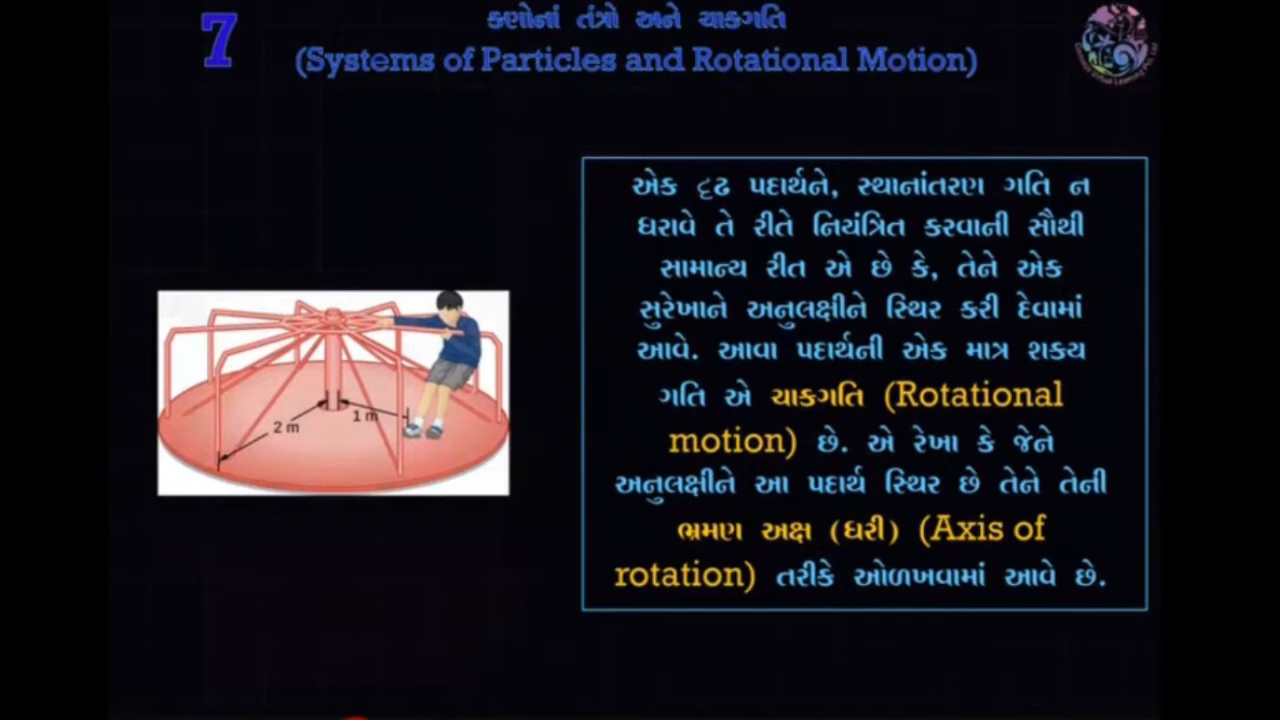 7
કણોનાં તંત્રો અને ચાકગતિ
(Systems of Particles and Rotational Motion)
એક દૃઢ પદાર્થને, સ્થાનાંતરણ ગતિ ન
ધરાવે તે રીતે નિયંત્રિત કરવાની સૌથી
સામાન્ય રીત એ છે કે, તેને એક
સુરેખાને અનુલક્ષીને સ્થિર કરી દેવામાં
આવે. આવા પદાર્થની એક માત્ર શક્ય
ગતિ એ ચાકગતિ (Rotational
motion) છે. એ રેખા કે જેને
અનુલક્ષીને આ પદાર્થ સ્થિર છે તેને તેની
ભ્રમણ અક્ષ (ધરી) (Axis of
rotation) તરીકે ઓળખવામાં આવે છે.
2 m
1 m